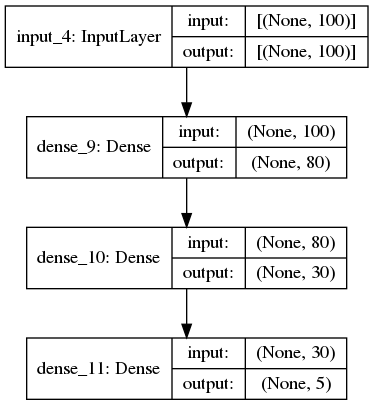 input_4: InputLayer
input: [(None, 100)]
output: [(None, 100)]
dense_9: Dense
input: (None, 100)
output: (None, 80)
dense_10: Dense
input: (None, 80)
output: (None, 30)
dense_11: Dense
input: (None, 30)
output: (None, 5)